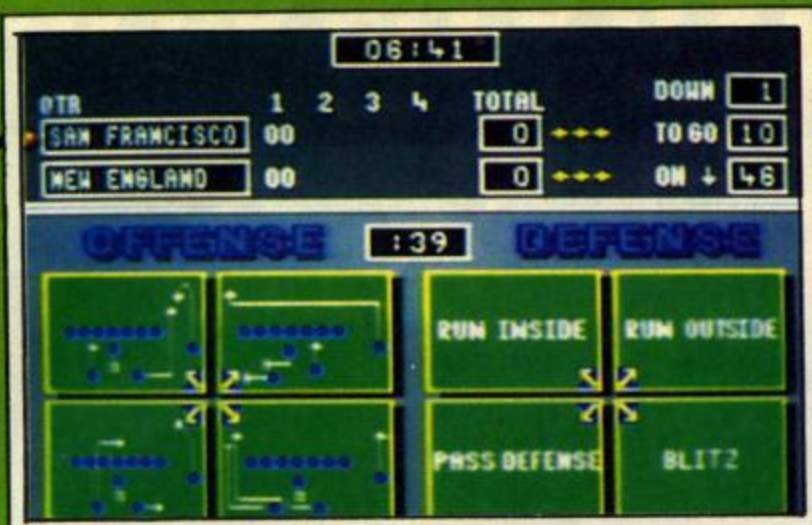 06:41
QTR 1 2 3 4 TOTAL DOWN 1
SAN FRANCISCO 00 0 TO GO 10
NEW ENGLAND 00 0 ON ↓ 46
OFFENSE :39 DEFENSE
RUN INSIDE RUN OUTSIDE
PASS DEFENSE BLITZ